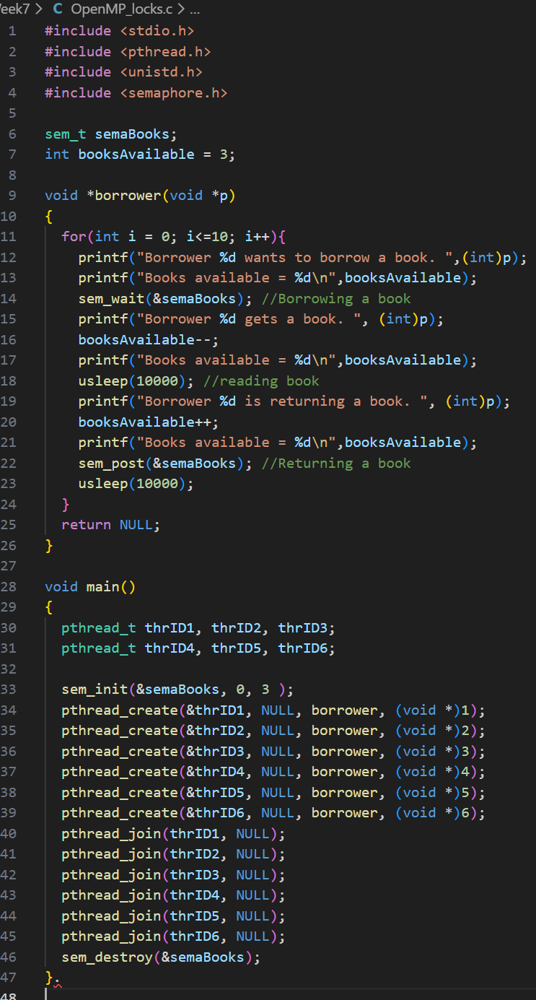 eek7 > C OpenMP_locks.c > ...
1 #include <stdio.h>
2 #include <pthread.h>
3 #include <unistd.h>
4 #include <semaphore.h>
5
6 sem_t semaBooks;
7 int booksAvailable = 3;
8
9 void *borrower(void *p)
10 {
11   for(int i = 0; i<=10; i++){
12     printf("Borrower %d wants to borrow a book. ",(int)p);
13     printf("Books available = %d\n",booksAvailable);
14     sem_wait(&semaBooks); //Borrowing a book
15     printf("Borrower %d gets a book. ", (int)p);
16     booksAvailable--;
17     printf("Books available = %d\n",booksAvailable);
18     usleep(10000); //reading book
19     printf("Borrower %d is returning a book. ", (int)p);
20     booksAvailable++;
21     printf("Books available = %d\n",booksAvailable);
22     sem_post(&semaBooks); //Returning a book
23     usleep(10000);
24   }
25   return NULL;
26 }
27
28 void main()
29 {
30   pthread_t thrID1, thrID2, thrID3;
31   pthread_t thrID4, thrID5, thrID6;
32
33   sem_init(&semaBooks, 0, 3 );
34   pthread_create(&thrID1, NULL, borrower, (void *)1);
35   pthread_create(&thrID2, NULL, borrower, (void *)2);
36   pthread_create(&thrID3, NULL, borrower, (void *)3);
37   pthread_create(&thrID4, NULL, borrower, (void *)4);
38   pthread_create(&thrID5, NULL, borrower, (void *)5);
39   pthread_create(&thrID6, NULL, borrower, (void *)6);
40   pthread_join(thrID1, NULL);
41   pthread_join(thrID2, NULL);
42   pthread_join(thrID3, NULL);
43   pthread_join(thrID4, NULL);
44   pthread_join(thrID5, NULL);
45   pthread_join(thrID6, NULL);
46   sem_destroy(&semaBooks);
47 }.
48